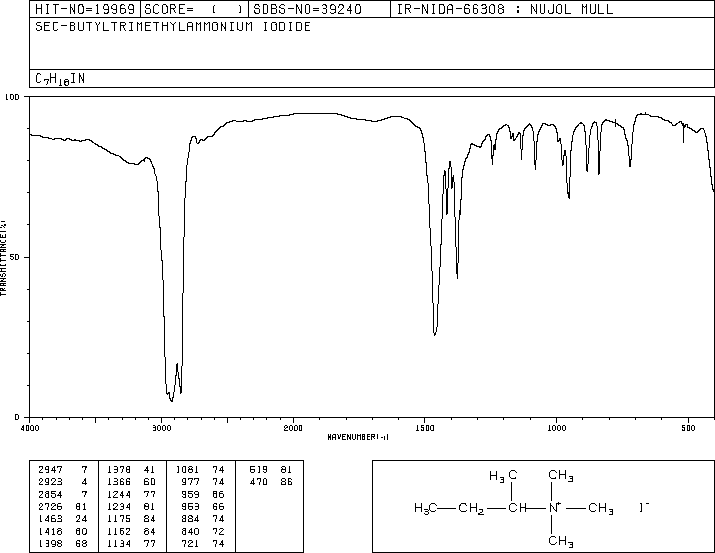 HIT-NO=19969 SCORE= ( ) SDBS-NO=39240 IR-NIDA-66308 : NUJOL MULL
SEC-BUTYLTRIMETHYLAMMONIUM IODIDE
C7H18IN
100
50
0
TRANSMITTANCE(%)
4000 3000 2000 1500 1000 500
WAVENUMBER(-1)
2947 7 1378 41 1081 74 519 81
2923 4 1366 60 977 74 470 86
2854 7 1244 77 959 86
2726 81 1234 81 953 66
1463 24 1175 84 884 74
1416 60 1162 84 840 72
1398 68 1134 77 721 74
H3C CH3
H3C CH2 CH N+ CH3 I-
CH3